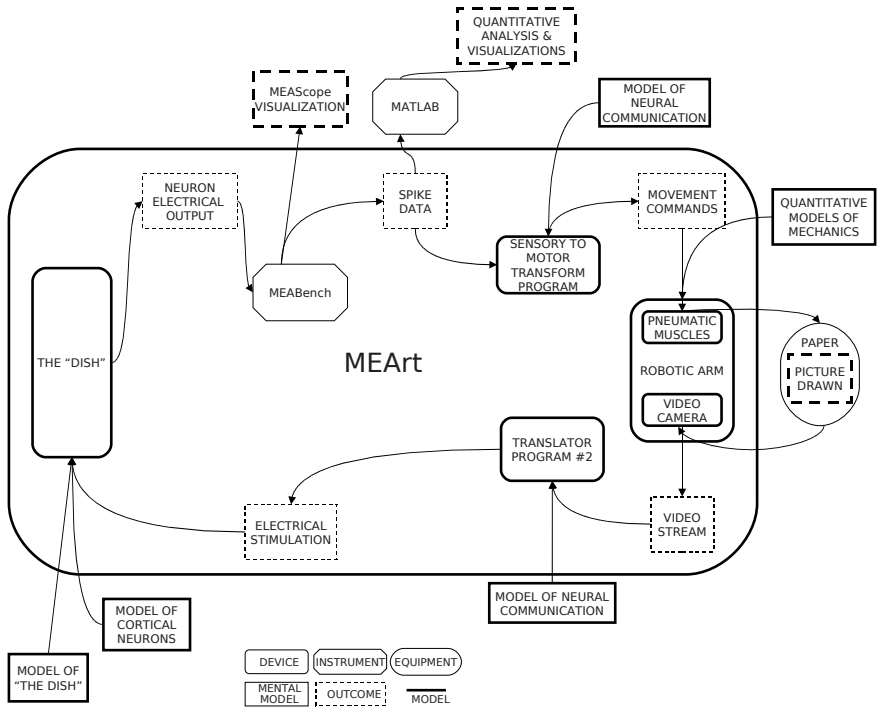 QUANTITATIVE
ANALYSIS &
VISUALIZATIONS
MEAScope
VISUALIZATION
MATLAB
MODEL OF
NEURAL
COMMUNICATION
NEURON
ELECTRICAL
OUTPUT
SPIKE
DATA
MOVEMENT
COMMANDS
QUANTITATIVE
MODELS OF
MECHANICS
SENSORY TO
MOTOR
TRANSFORM
PROGRAM
MEABench
THE “DISH”
MEArt
PNEUMATIC
MUSCLES
ROBOTIC ARM
VIDEO
CAMERA
PAPER
PICTURE
DRAWN
TRANSLATOR
PROGRAM #2
ELECTRICAL
STIMULATION
VIDEO
STREAM
MODEL OF NEURAL
COMMUNICATION
MODEL OF
CORTICAL
NEURONS
MODEL OF
“THE DISH”
DEVICE
INSTRUMENT
EQUIPMENT
MENTAL
MODEL
OUTCOME
MODEL